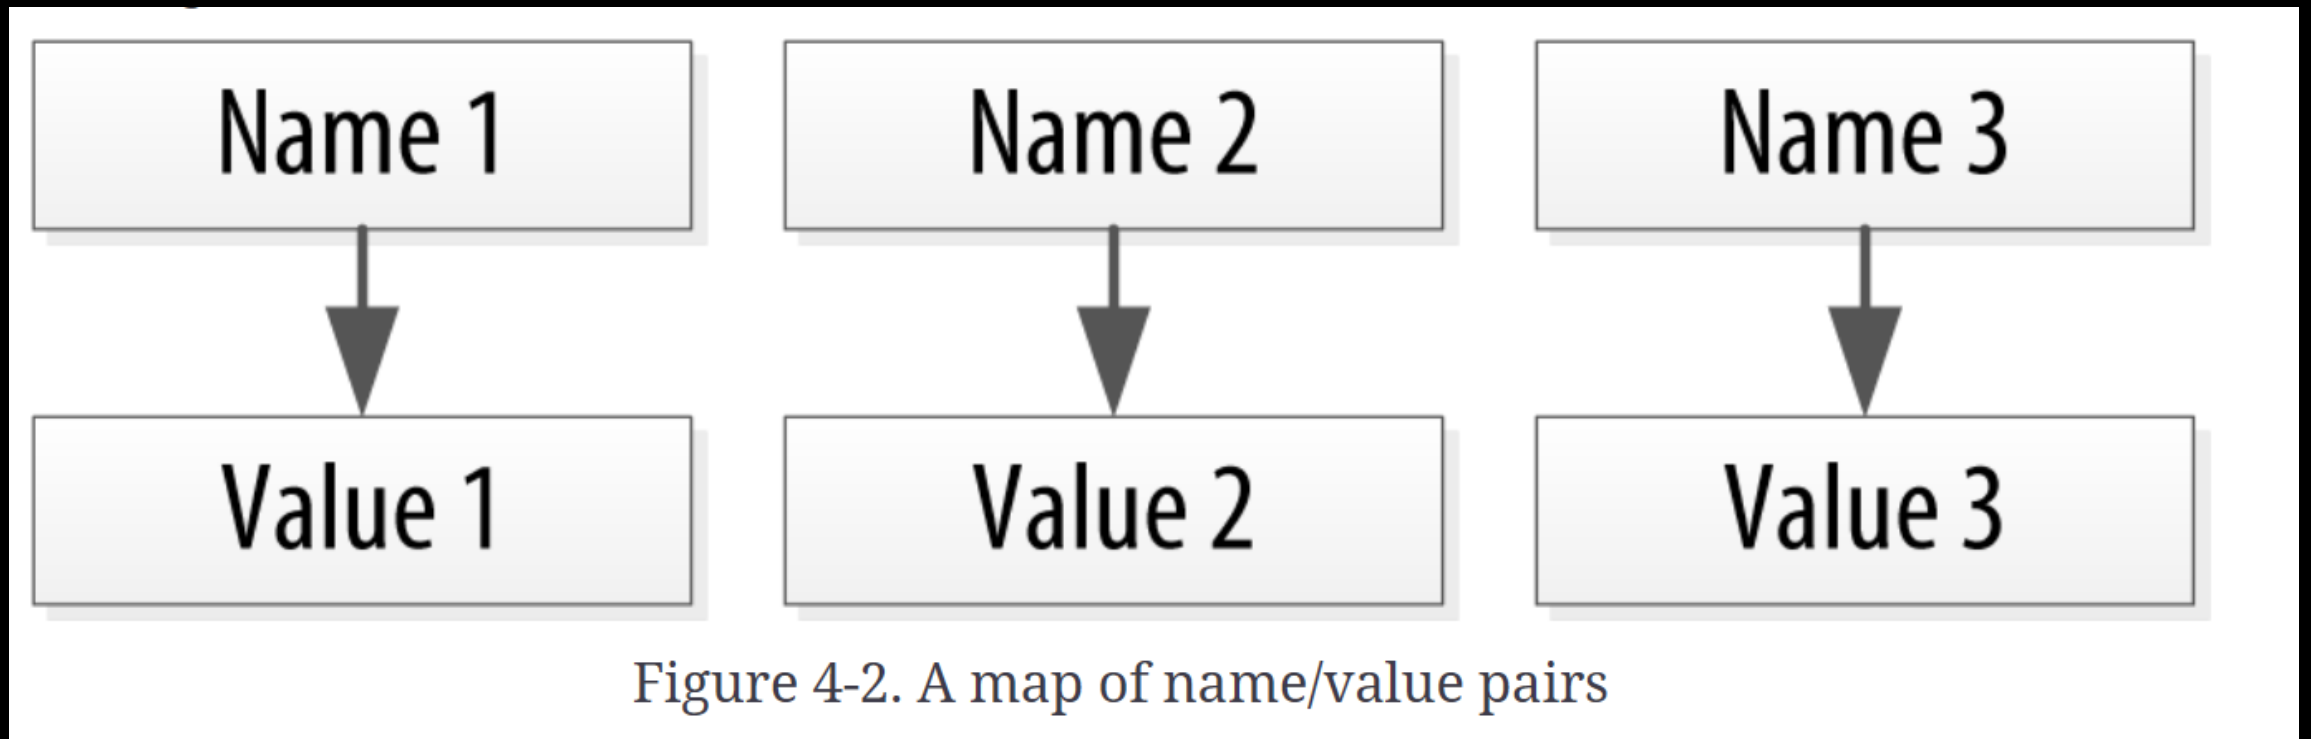 Name 1
Name 2
Name 3
Value 1
Value 2
Value 3
Figure 4-2. A map of name/value pairs